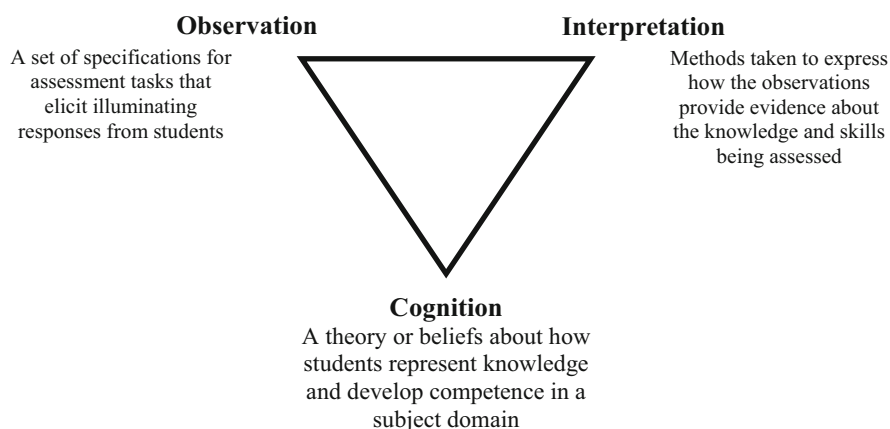 Observation
A set of specifications for
assessment tasks that
elicit illuminating
responses from students
Interpretation
Methods taken to express
how the observations
provide evidence about
the knowledge and skills
being assessed
Cognition
A theory or beliefs about how
students represent knowledge
and develop competence in a
subject domain